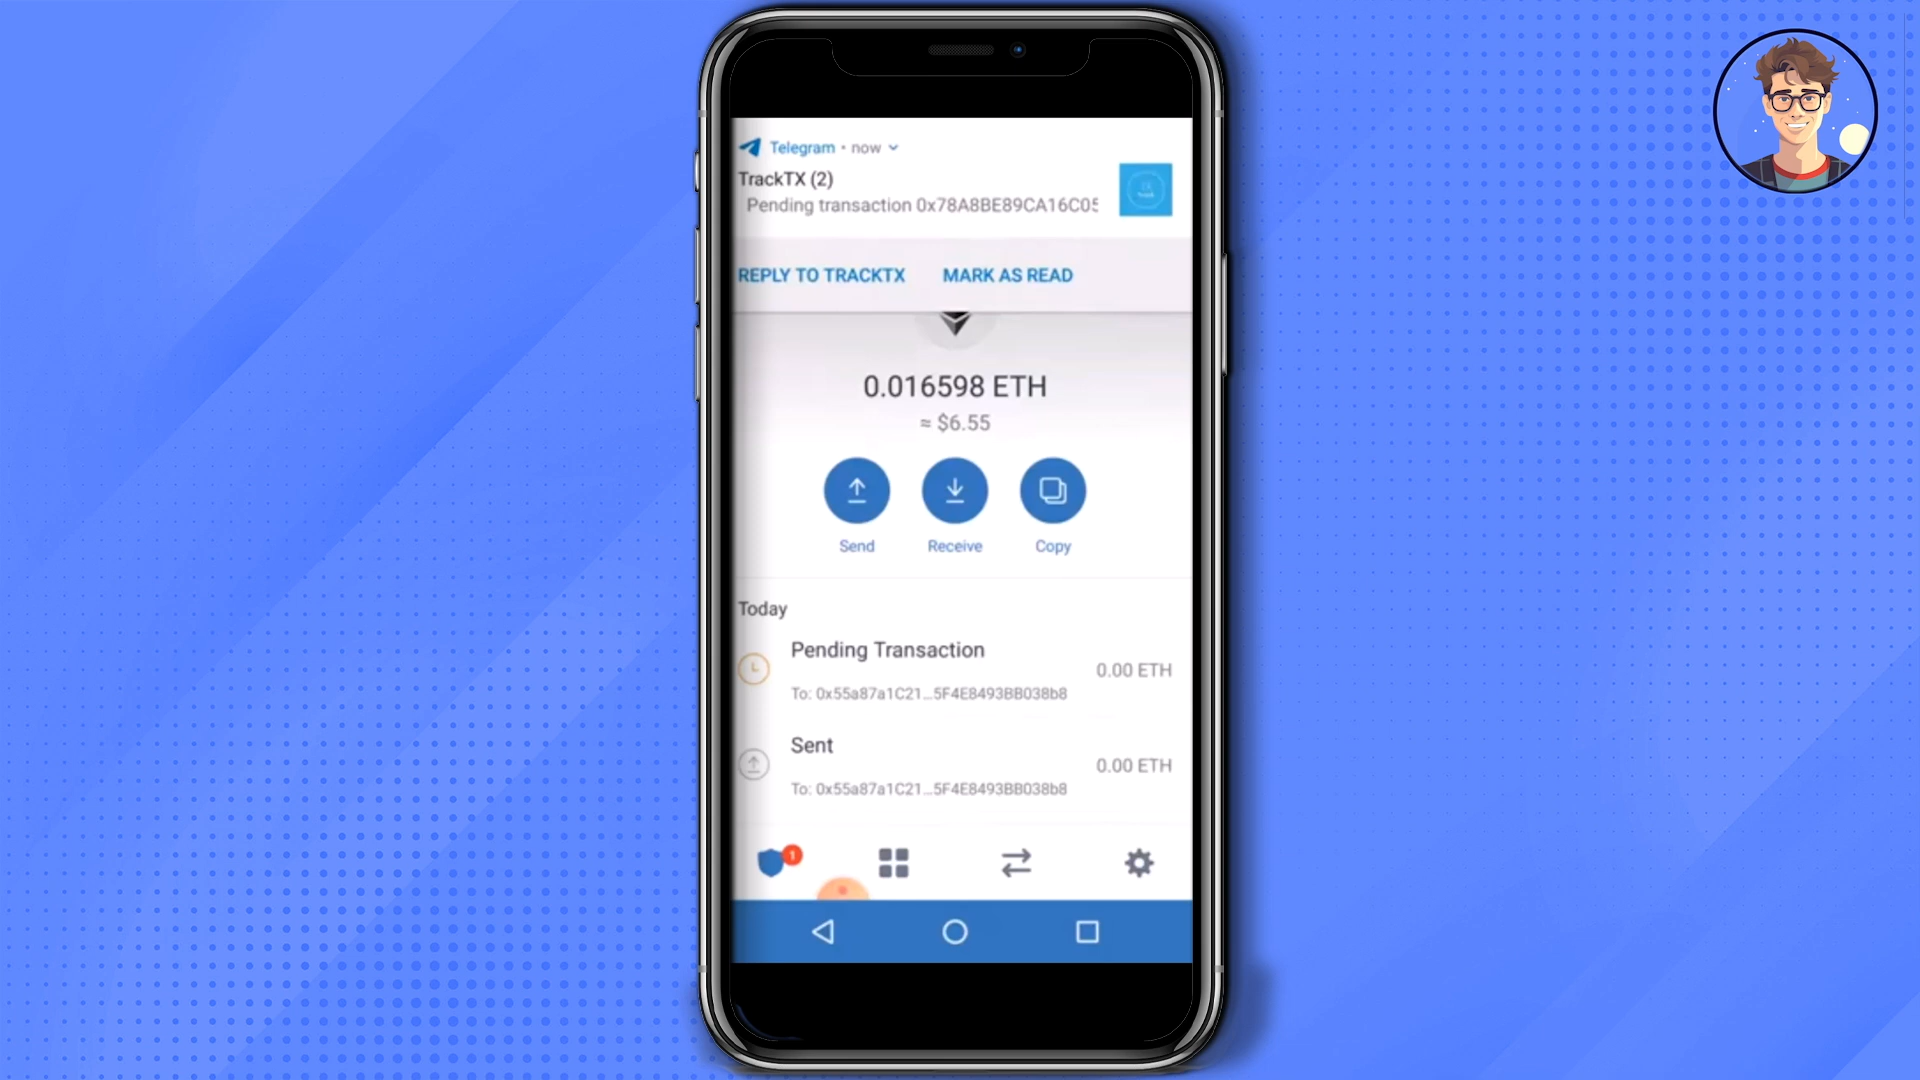 Telegram • now
TrackTX (2)
Pending transaction 0x78A8BE89CA16C05
REPLY TO TRACKTX MARK AS READ
0.016598 ETH
≈ $6.55
Send Receive Copy
Today
Pending Transaction
0.00 ETH
To: 0x55a87a1C21...5F4E8493BB038b8
Sent
0.00 ETH
To: 0x55a87a1C21...5F4E8493BB038b8
1